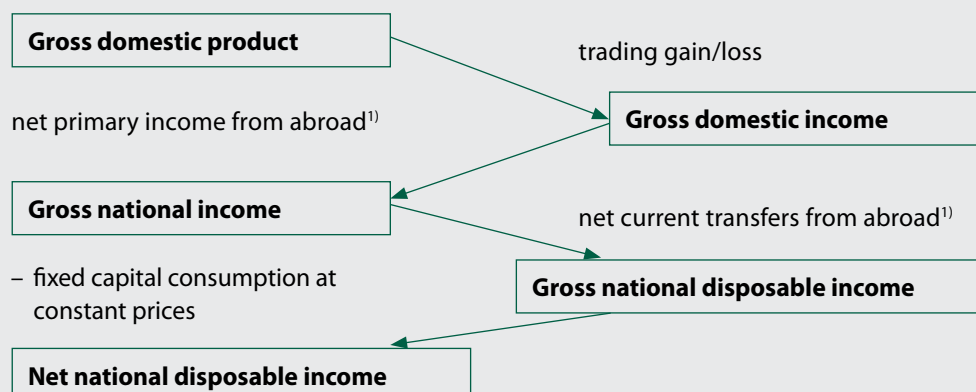 Gross domestic product
trading gain/loss
net primary income from abroad1)
Gross domestic income
Gross national income
net current transfers from abroad1)
– fixed capital consumption at
constant prices
Gross national disposable income
Net national disposable income